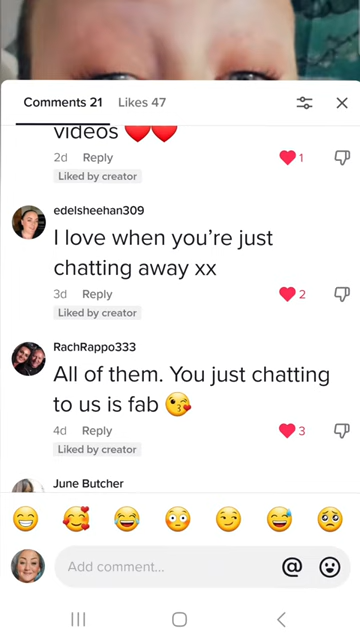 Comments 21 Likes 47
videos ❤️❤️
2d Reply 1
Liked by creator
edelsheehan309
I love when you’re just
chatting away xx
3d Reply 2
Liked by creator
RachRappo333
All of them. You just chatting
to us is fab 😘
4d Reply 3
Liked by creator
June Butcher
Add comment... @